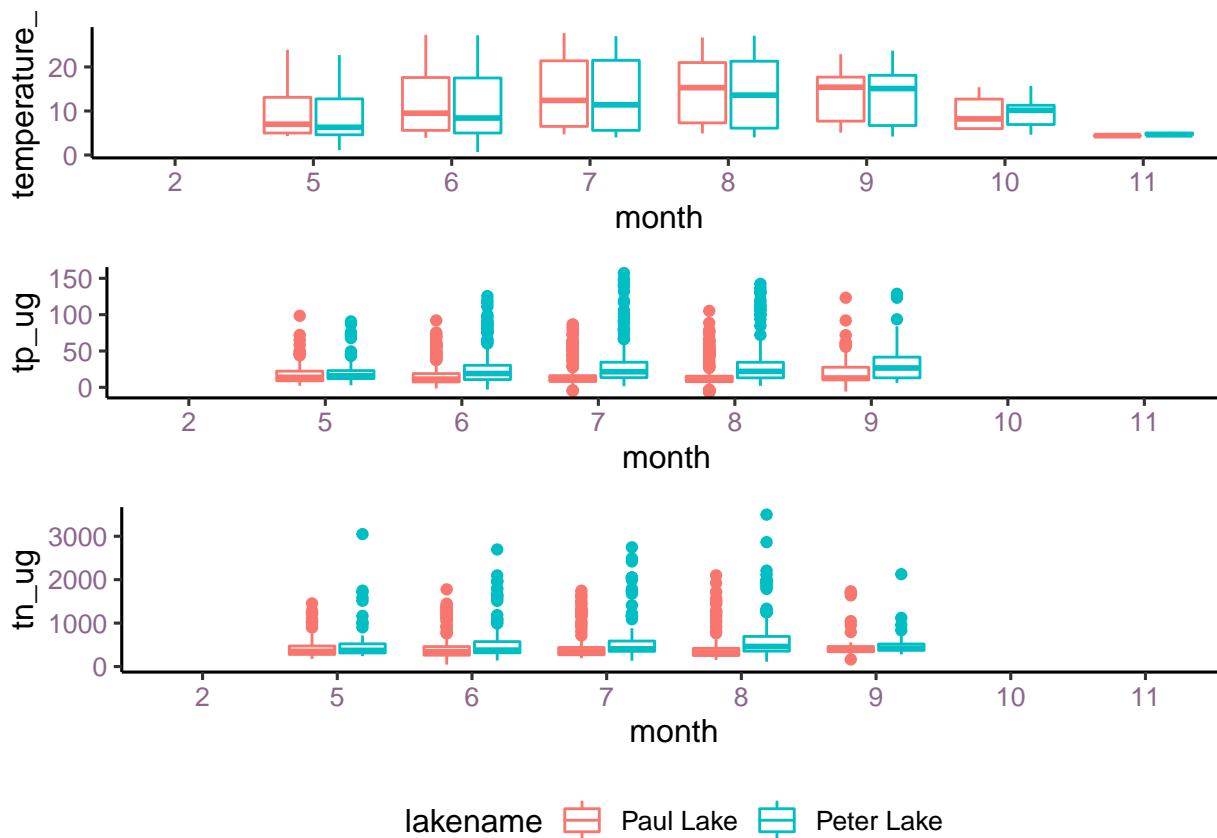 temperature_
20
10
0
2 5 6 7 8 9 10 11
month
tp_ug
150
100
50
0
2 5 6 7 8 9 10 11
month
tn_ug
3000
2000
1000
0
2 5 6 7 8 9 10 11
month
lakename Paul Lake Peter Lake